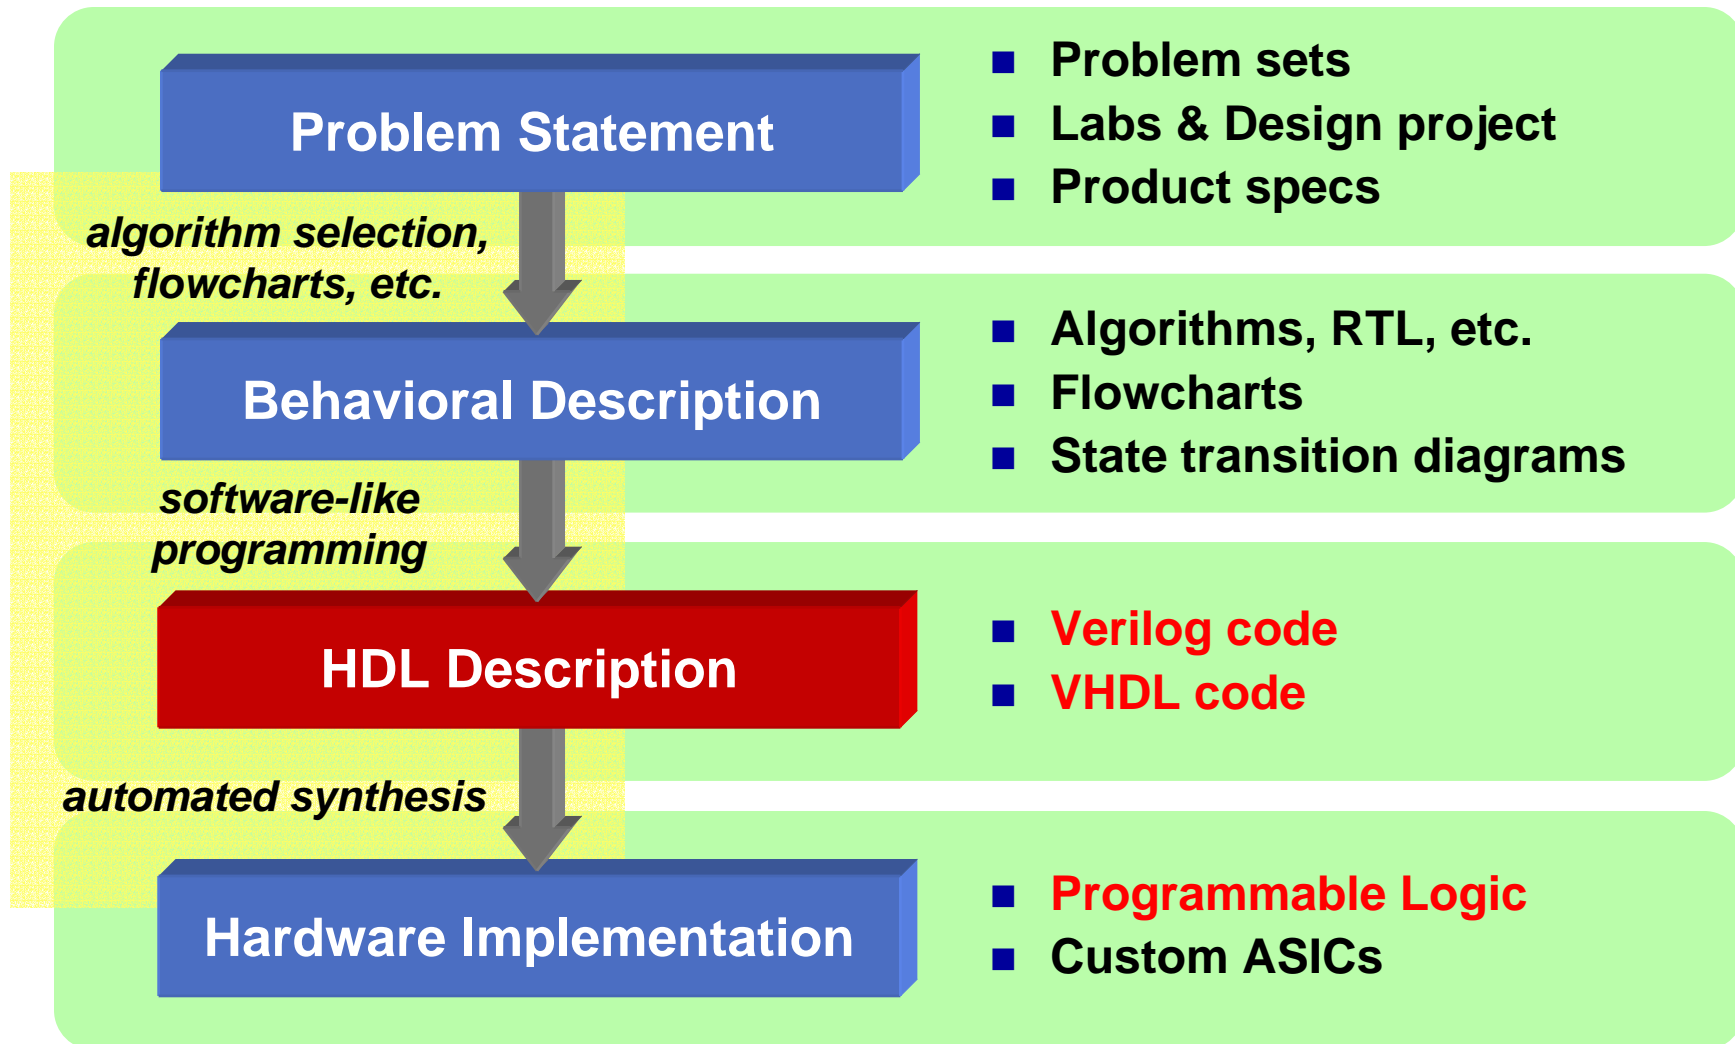 Problem Statement
Problem sets
Labs & Design project
Product specs
algorithm selection,
flowcharts, etc.
Behavioral Description
Algorithms, RTL, etc.
Flowcharts
State transition diagrams
software-like
programming
HDL Description
Verilog code
VHDL code
automated synthesis
Hardware Implementation
Programmable Logic
Custom ASICs